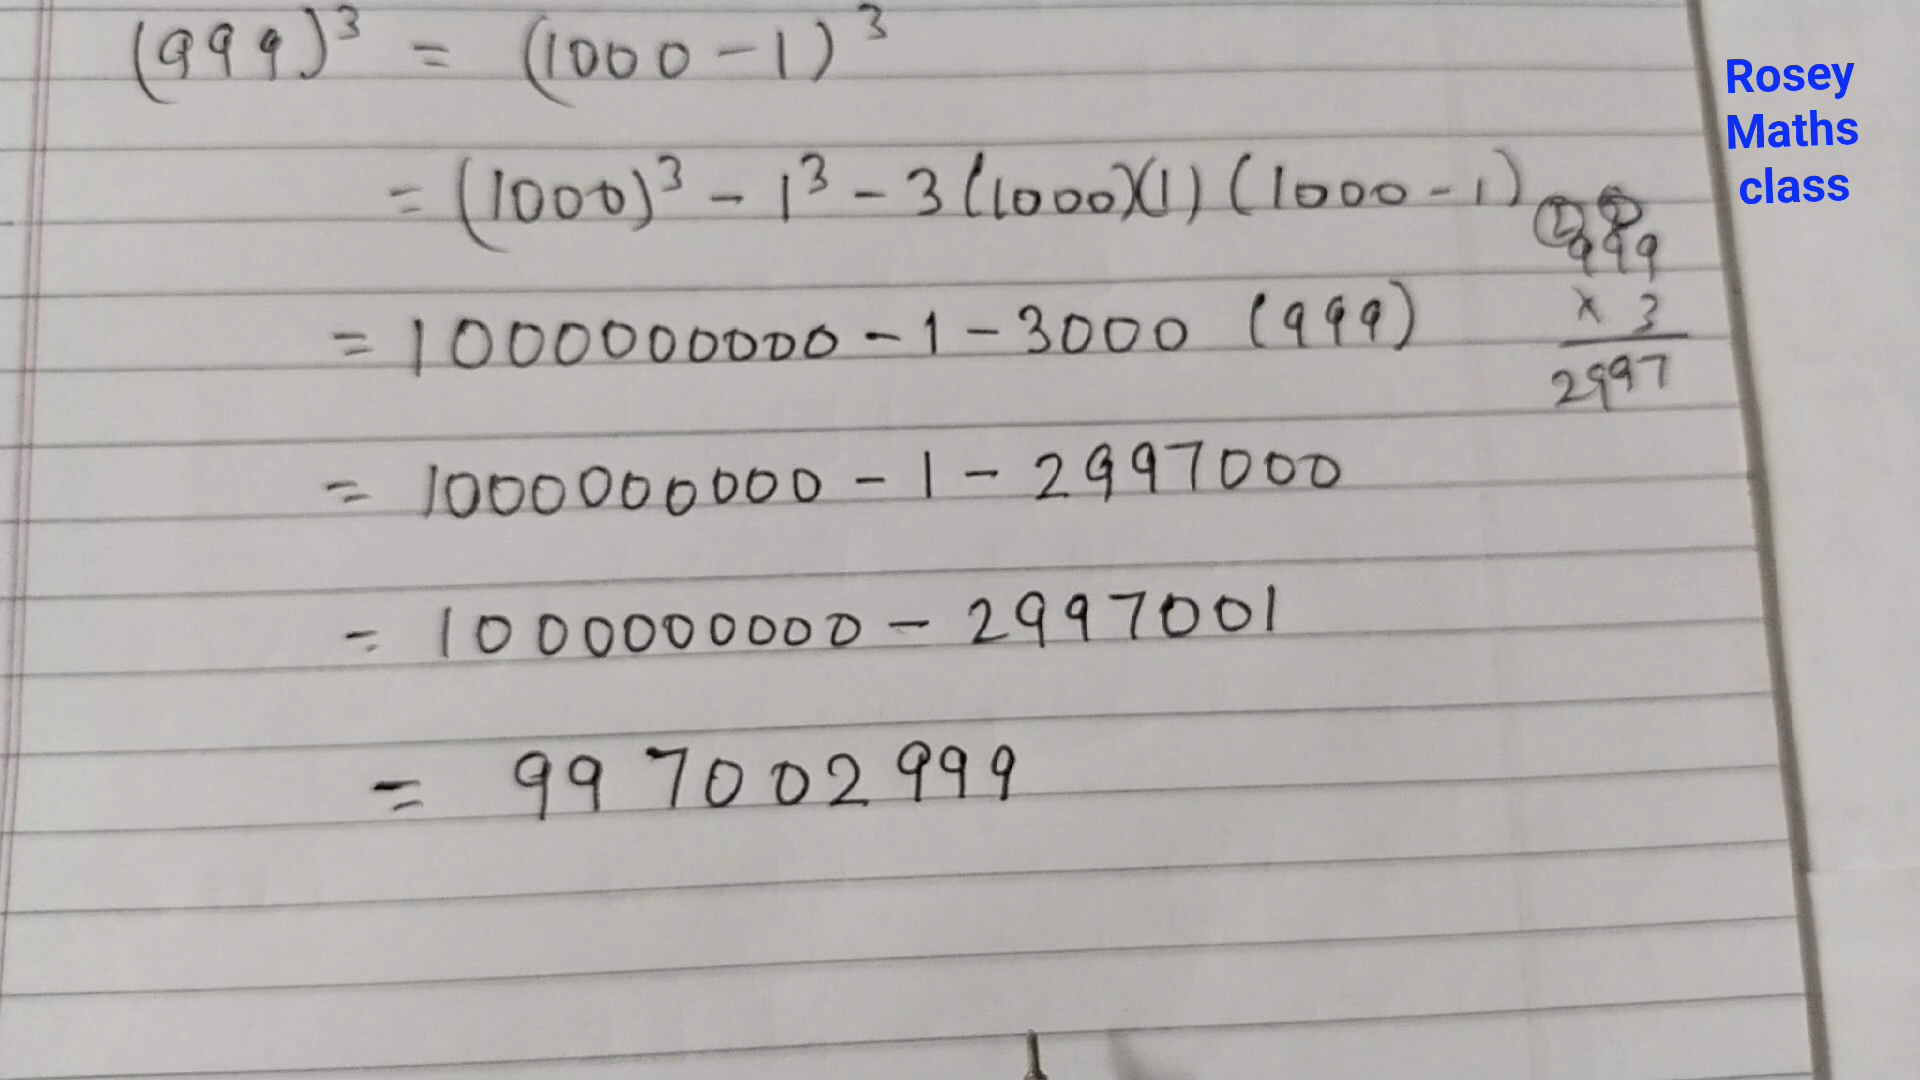 (999)³ = (1000 - 1)³
= (1000)³ - 1³ - 3(1000)(1) (1000 - 1)
= 1000000000 - 1 - 3000 (999)
= 1000000000 - 1 - 2997000
= 1000000000 - 2997001
= 997002999
999
× 3
2997
Rosey
Maths
class